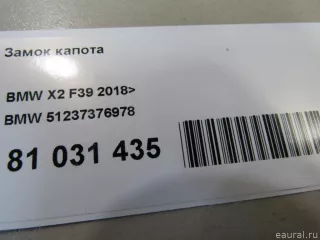 Замок капота
BMW X2 F39 2018>
BMW 51237376978
81 031 435
eaural.ru